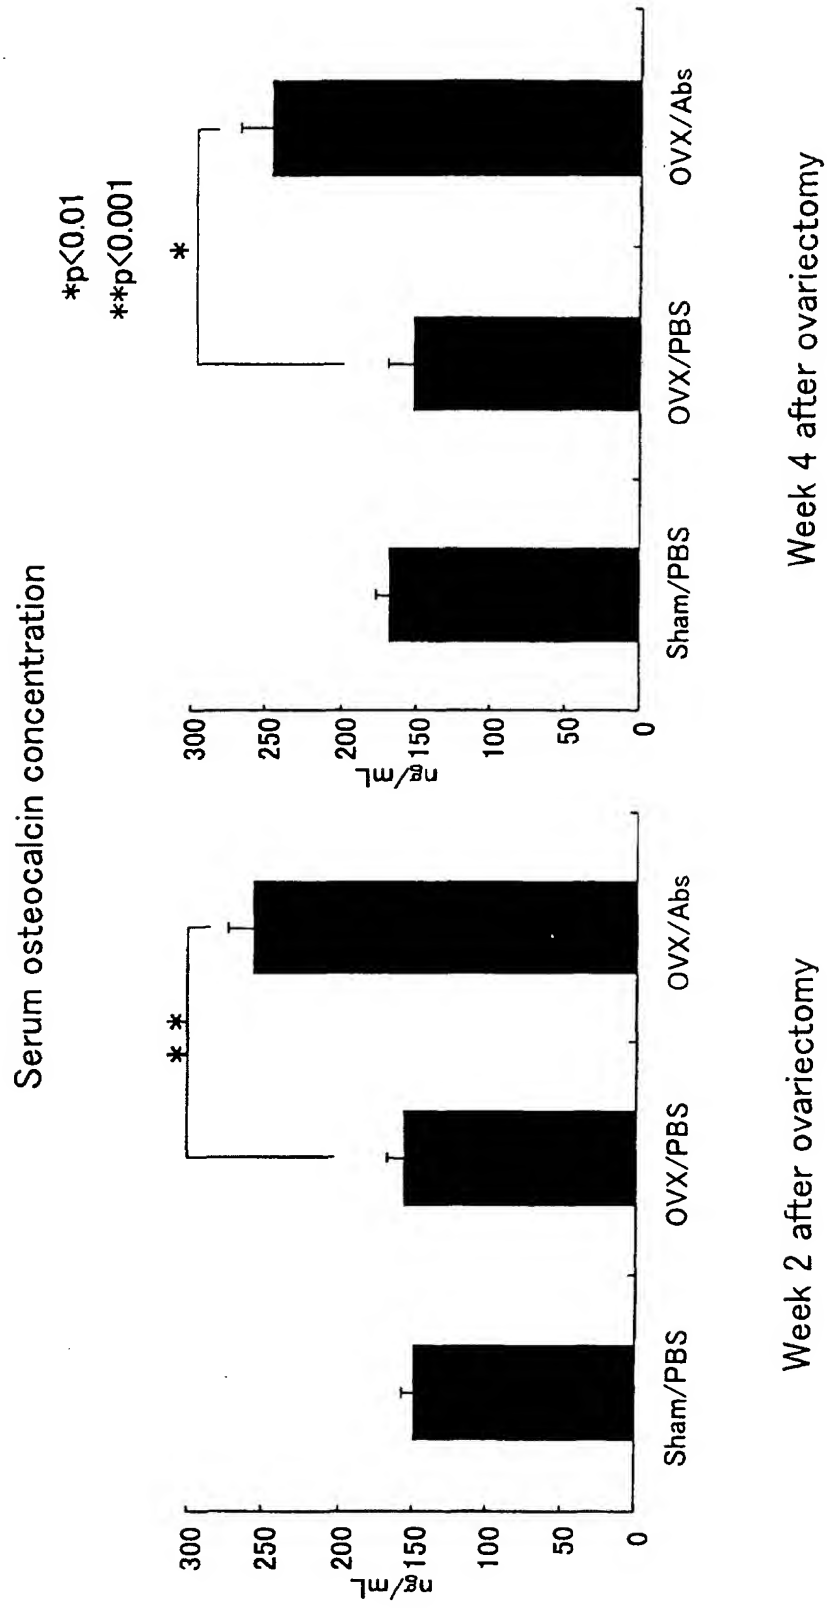 Serum osteocalcin concentration
*p<0.01
**p<0.001
ng/mL
300
250
200
150
100
50
0
**
Sham/PBS
OVX/PBS
OVX/Abs
Week 2 after ovariectomy
ng/mL
300
250
200
150
100
50
0
*
Sham/PBS
OVX/PBS
OVX/Abs
Week 4 after ovariectomy